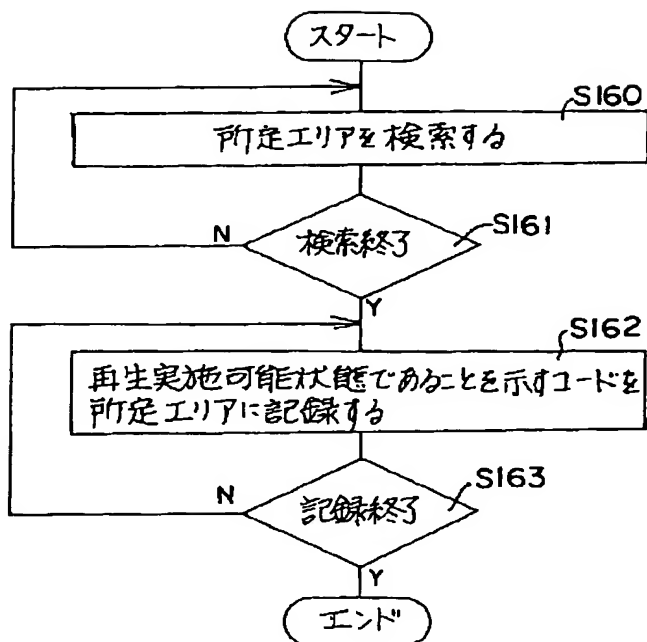 スタート
S160
所定エリアを検索する
N
検索終了
S161
Y
S162
再生実施可能状態であることを示すコードを
所定エリアに記録する
N
記録終了
S163
Y
エンド